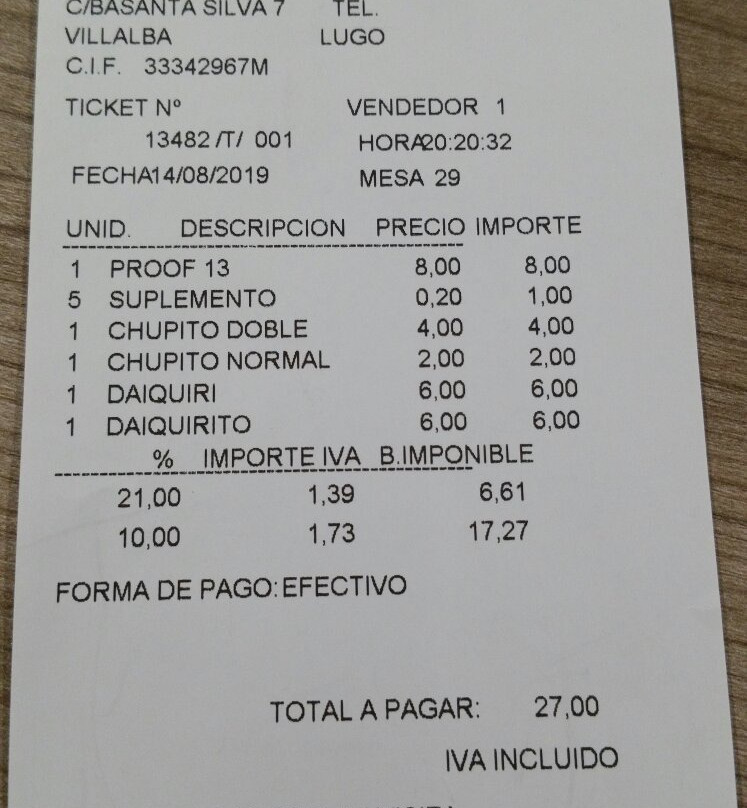 C/BASANTA SILVA 7 TEL.
VILLALBA LUGO
C.I.F. 33342967M
TICKET Nº VENDEDOR 1
13482 /T/ 001 HORA20:20:32
FECHA14/08/2019 MESA 29
UNID. DESCRIPCION PRECIO IMPORTE
1 PROOF 13 8,00 8,00
5 SUPLEMENTO 0,20 1,00
1 CHUPITO DOBLE 4,00 4,00
1 CHUPITO NORMAL 2,00 2,00
1 DAIQUIRI 6,00 6,00
1 DAIQUIRITO 6,00 6,00
% IMPORTE IVA B.IMPONIBLE
21,00 1,39 6,61
10,00 1,73 17,27
FORMA DE PAGO:EFECTIVO
TOTAL A PAGAR: 27,00
IVA INCLUIDO